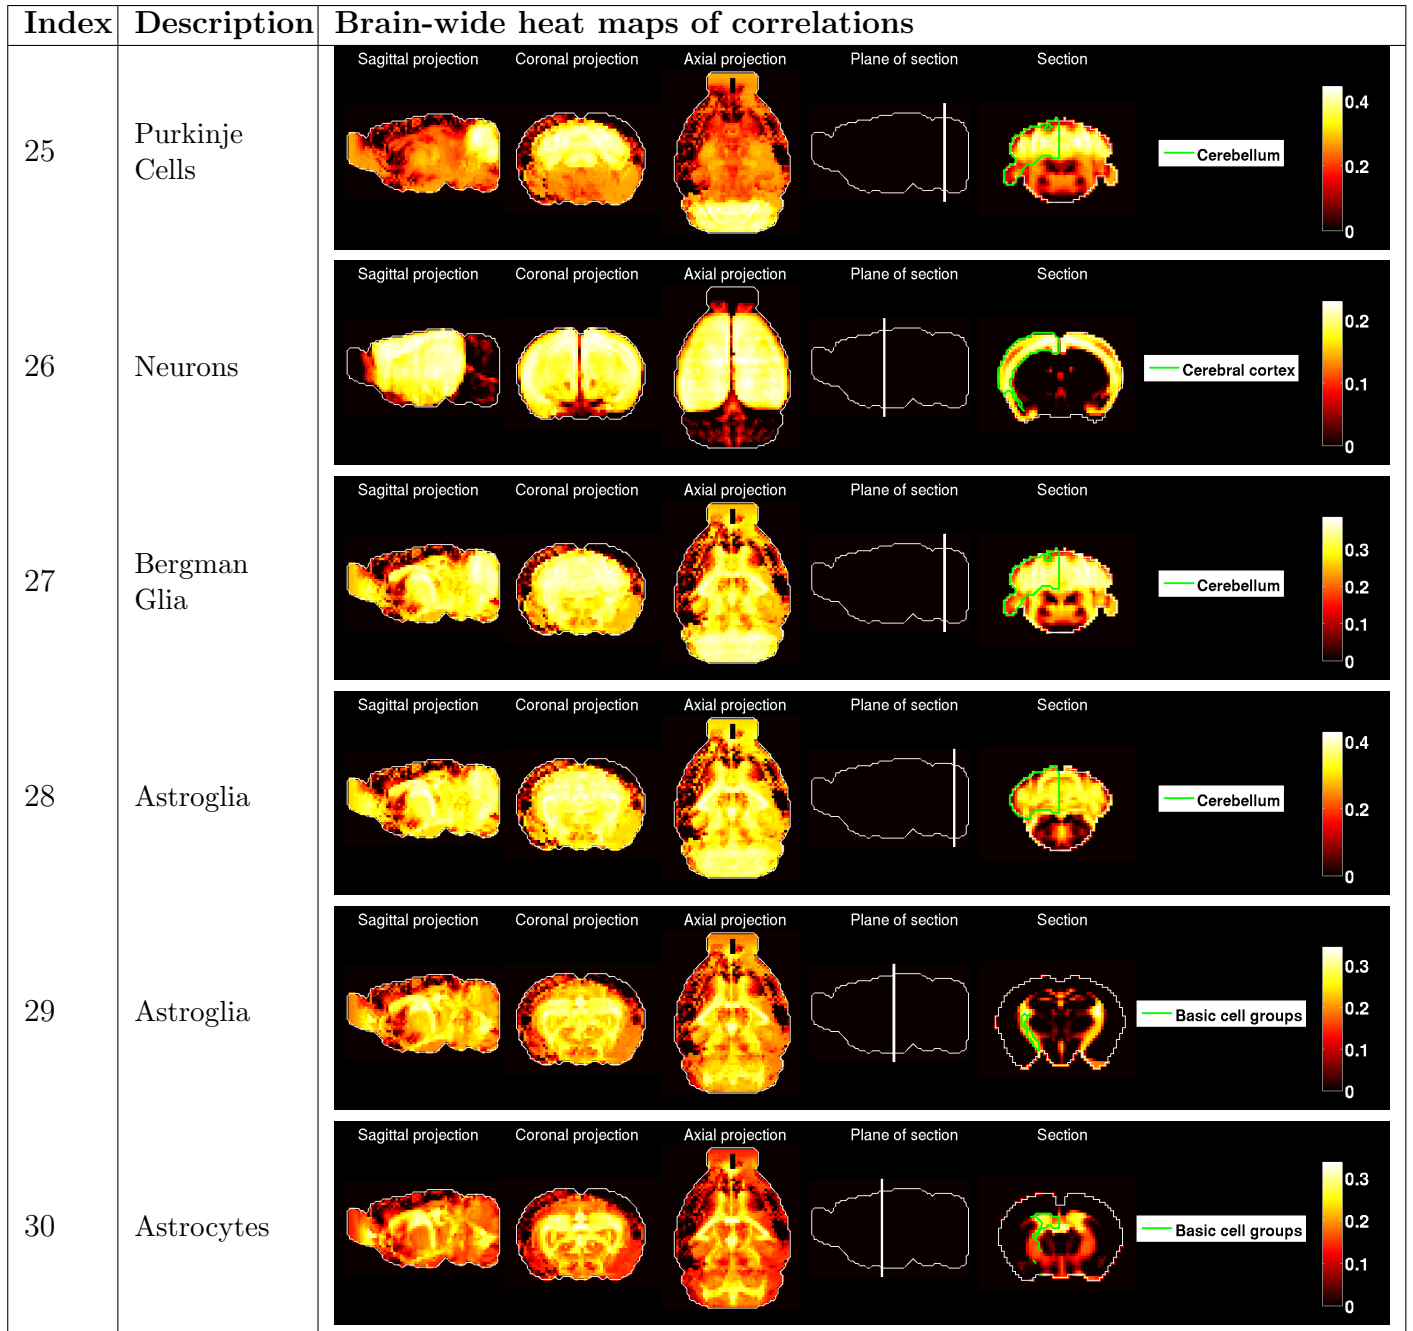 Index Description Brain-wide heat maps of correlations
Sagittal projection Coronal projection Axial projection Plane of section Section
25
Purkinje
Cells
Cerebellum
0.4
0.2
0
Sagittal projection Coronal projection Axial projection Plane of section Section
26
Neurons
Cerebral cortex
0.2
0.1
0
Sagittal projection Coronal projection Axial projection Plane of section Section
27
Bergman
Glia
Cerebellum
0.3
0.2
0.1
0
Sagittal projection Coronal projection Axial projection Plane of section Section
28
Astroglia
Cerebellum
0.4
0.2
0
Sagittal projection Coronal projection Axial projection Plane of section Section
29
Astroglia
Basic cell groups
0.3
0.2
0.1
0
Sagittal projection Coronal projection Axial projection Plane of section Section
30
Astrocytes
Basic cell groups
0.3
0.2
0.1
0